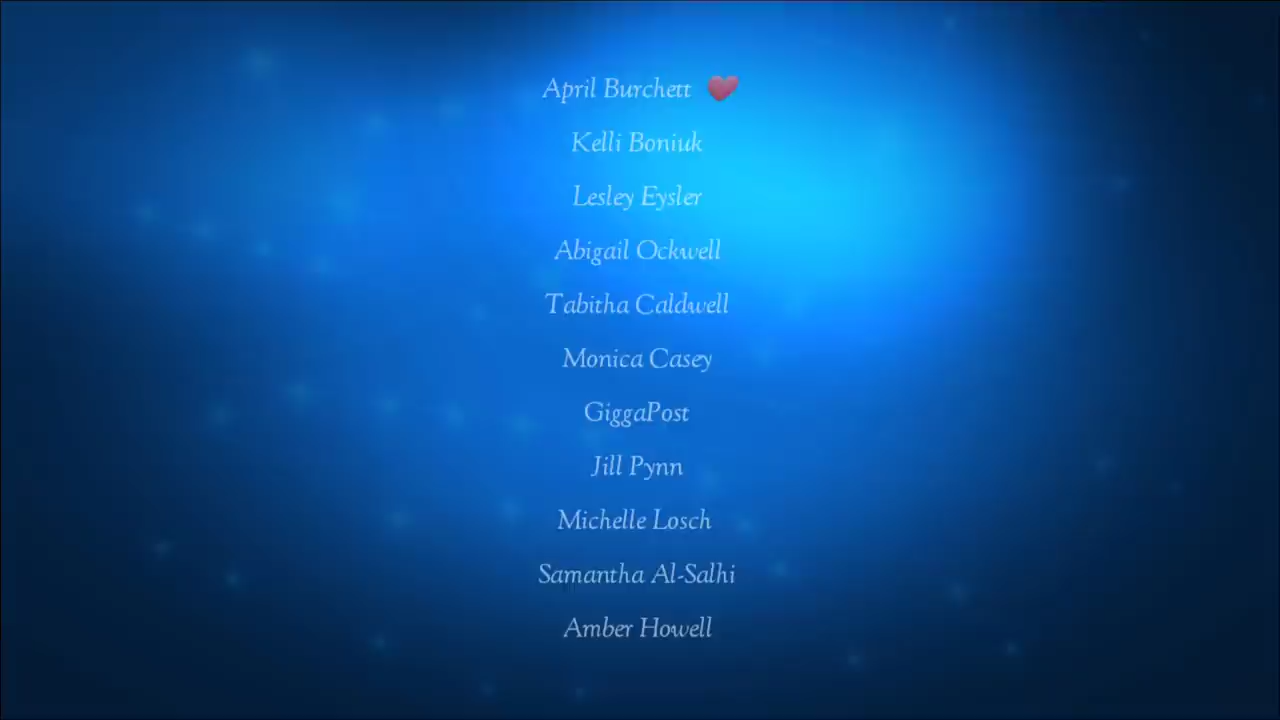 April Burchett ❤
Kelli Boniuk
Lesley Eysler
Abigail Ockwell
Tabitha Caldwell
Monica Casey
GiggaPost
Jill Pynn
Michelle Losch
Samantha Al-Salhi
Amber Howell